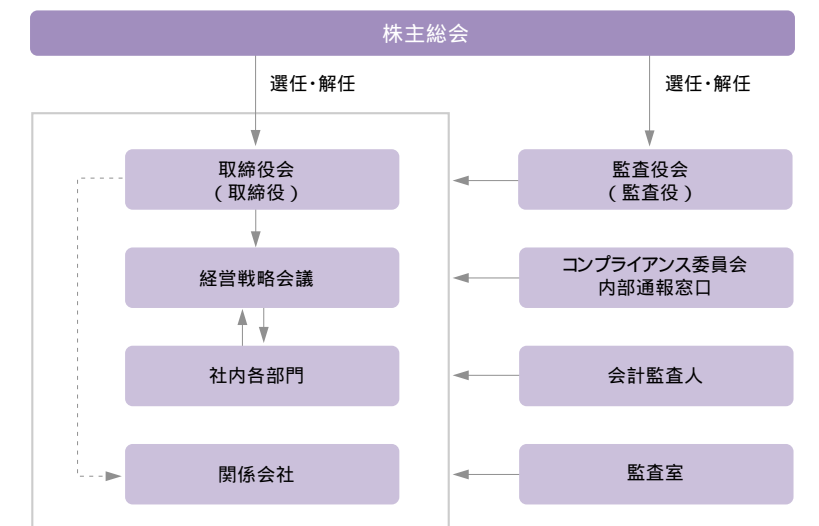 株主総会
選任・解任
選任・解任
取締役会
(取締役)
監査役会
(監査役)
経営戦略会議
コンプライアンス委員会
内部通報窓口
社内各部門
会計監査人
関係会社
監査室